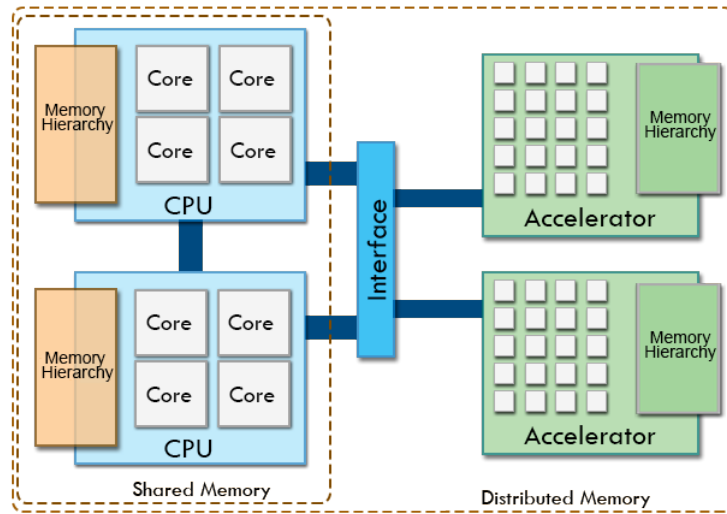 Memory
Hierarchy
Core
Core
Core
Core
CPU
Memory
Hierarchy
Accelerator
Interface
Memory
Hierarchy
Core
Core
Core
Core
CPU
Memory
Hierarchy
Accelerator
Shared Memory
Distributed Memory